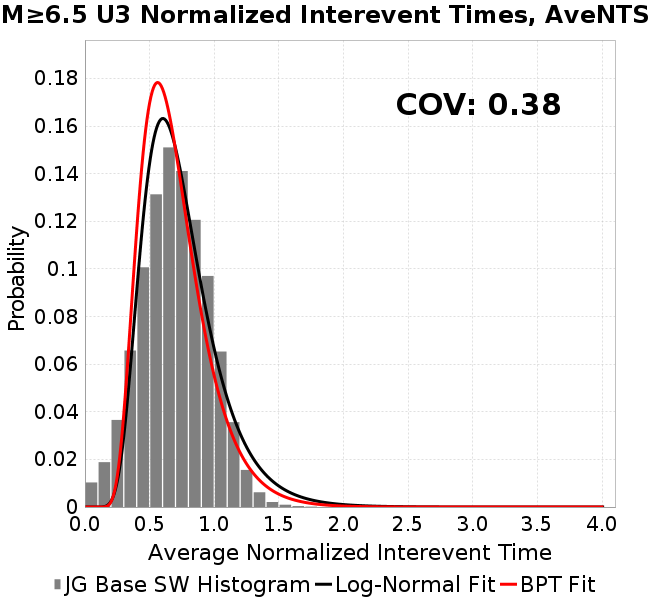 M≥6.5 U3 Normalized Interevent Times, AveNTS
COV: 0.38
Probability
0.18
0.16
0.14
0.12
0.1
0.08
0.06
0.04
0.02
0
0.0 0.5 1.0 1.5 2.0 2.5 3.0 3.5 4.0
Average Normalized Interevent Time
JG Base SW Histogram Log-Normal Fit BPT Fit